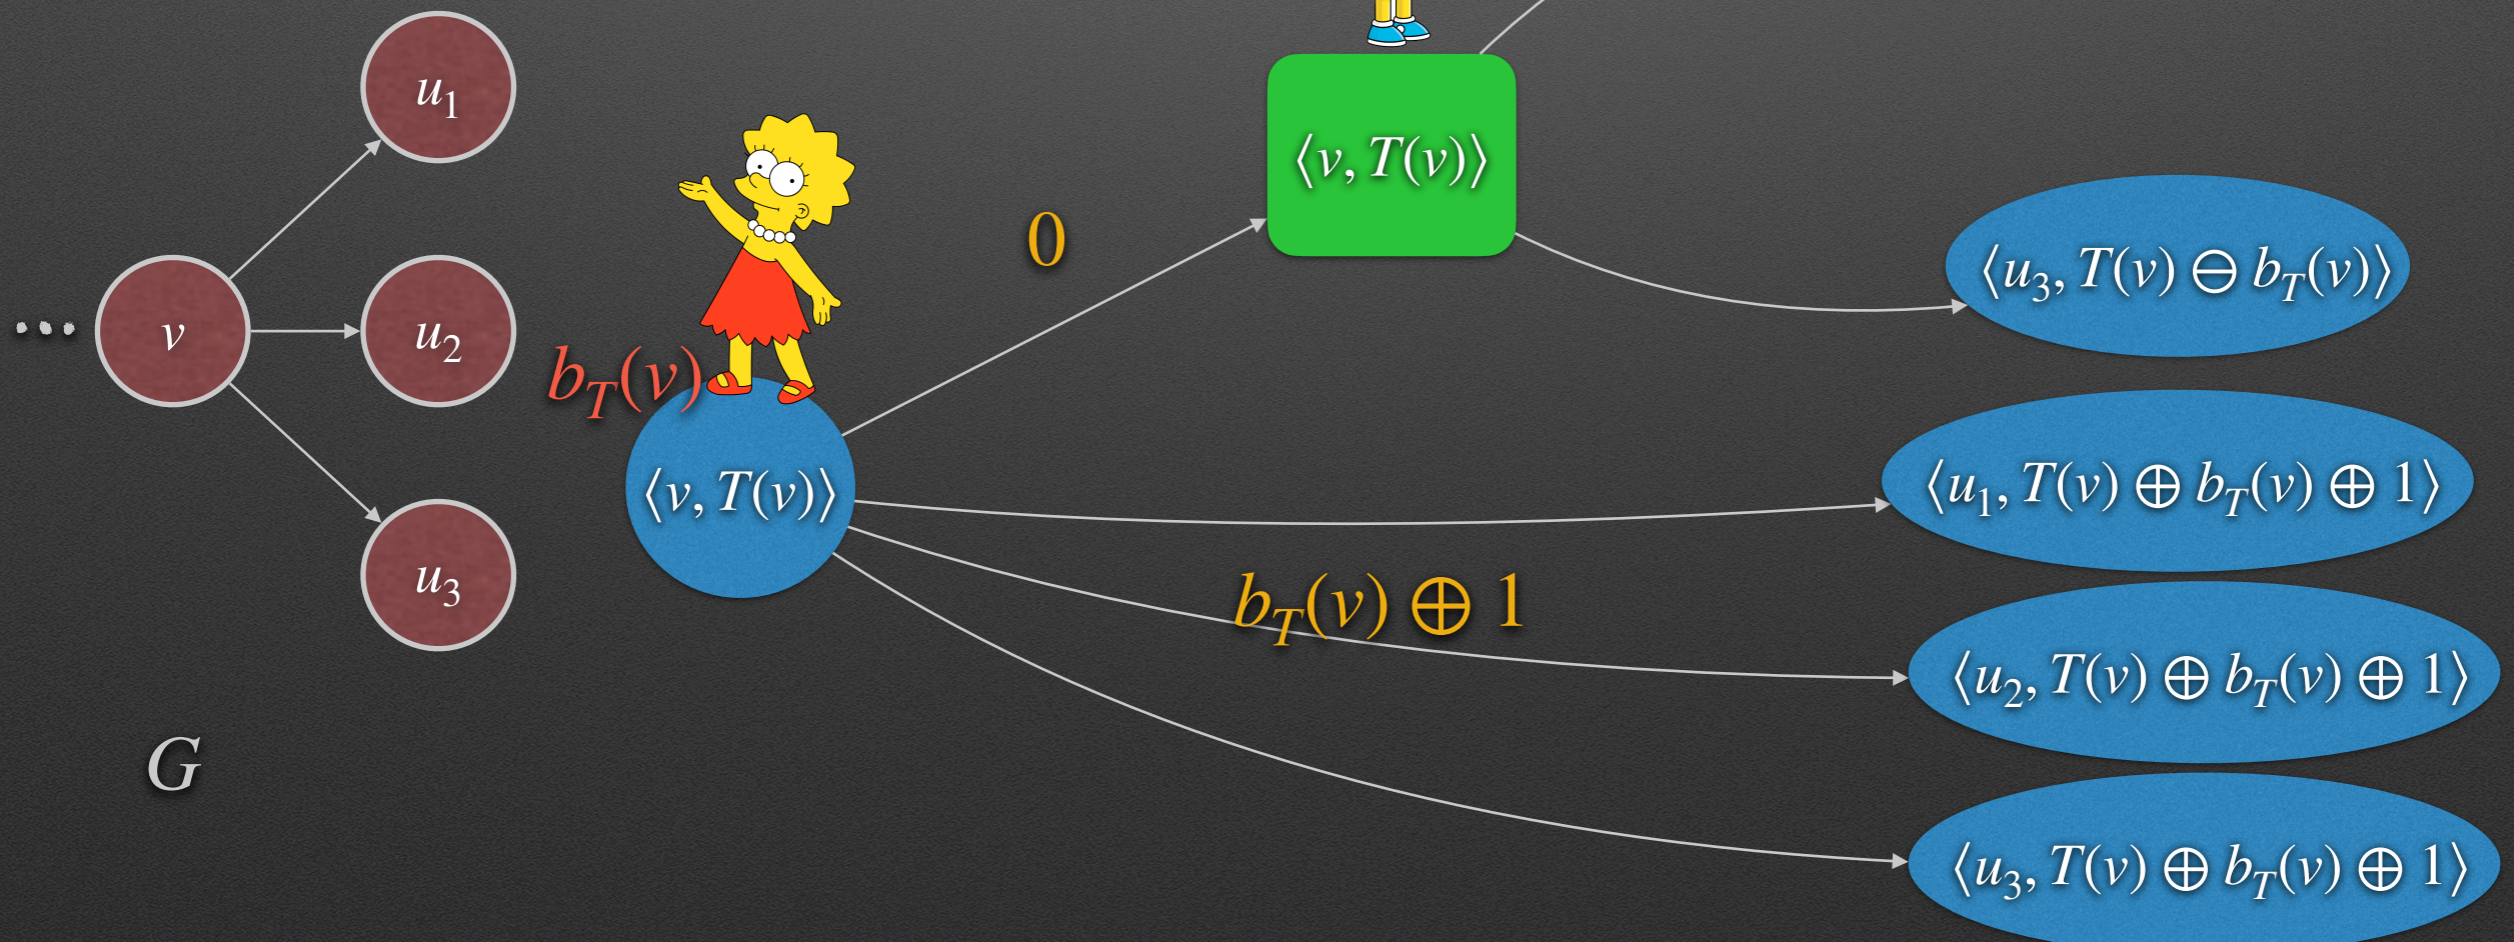 u₁
⟨v, T(v)⟩
0
⟨u₃, T(v) ⊖ b_T(v)⟩
… v
u₂
b_T(v)
⟨v, T(v)⟩
⟨u₁, T(v) ⊕ b_T(v) ⊕ 1⟩
u₃
b_T(v) ⊕ 1
⟨u₂, T(v) ⊕ b_T(v) ⊕ 1⟩
G
⟨u₃, T(v) ⊕ b_T(v) ⊕ 1⟩